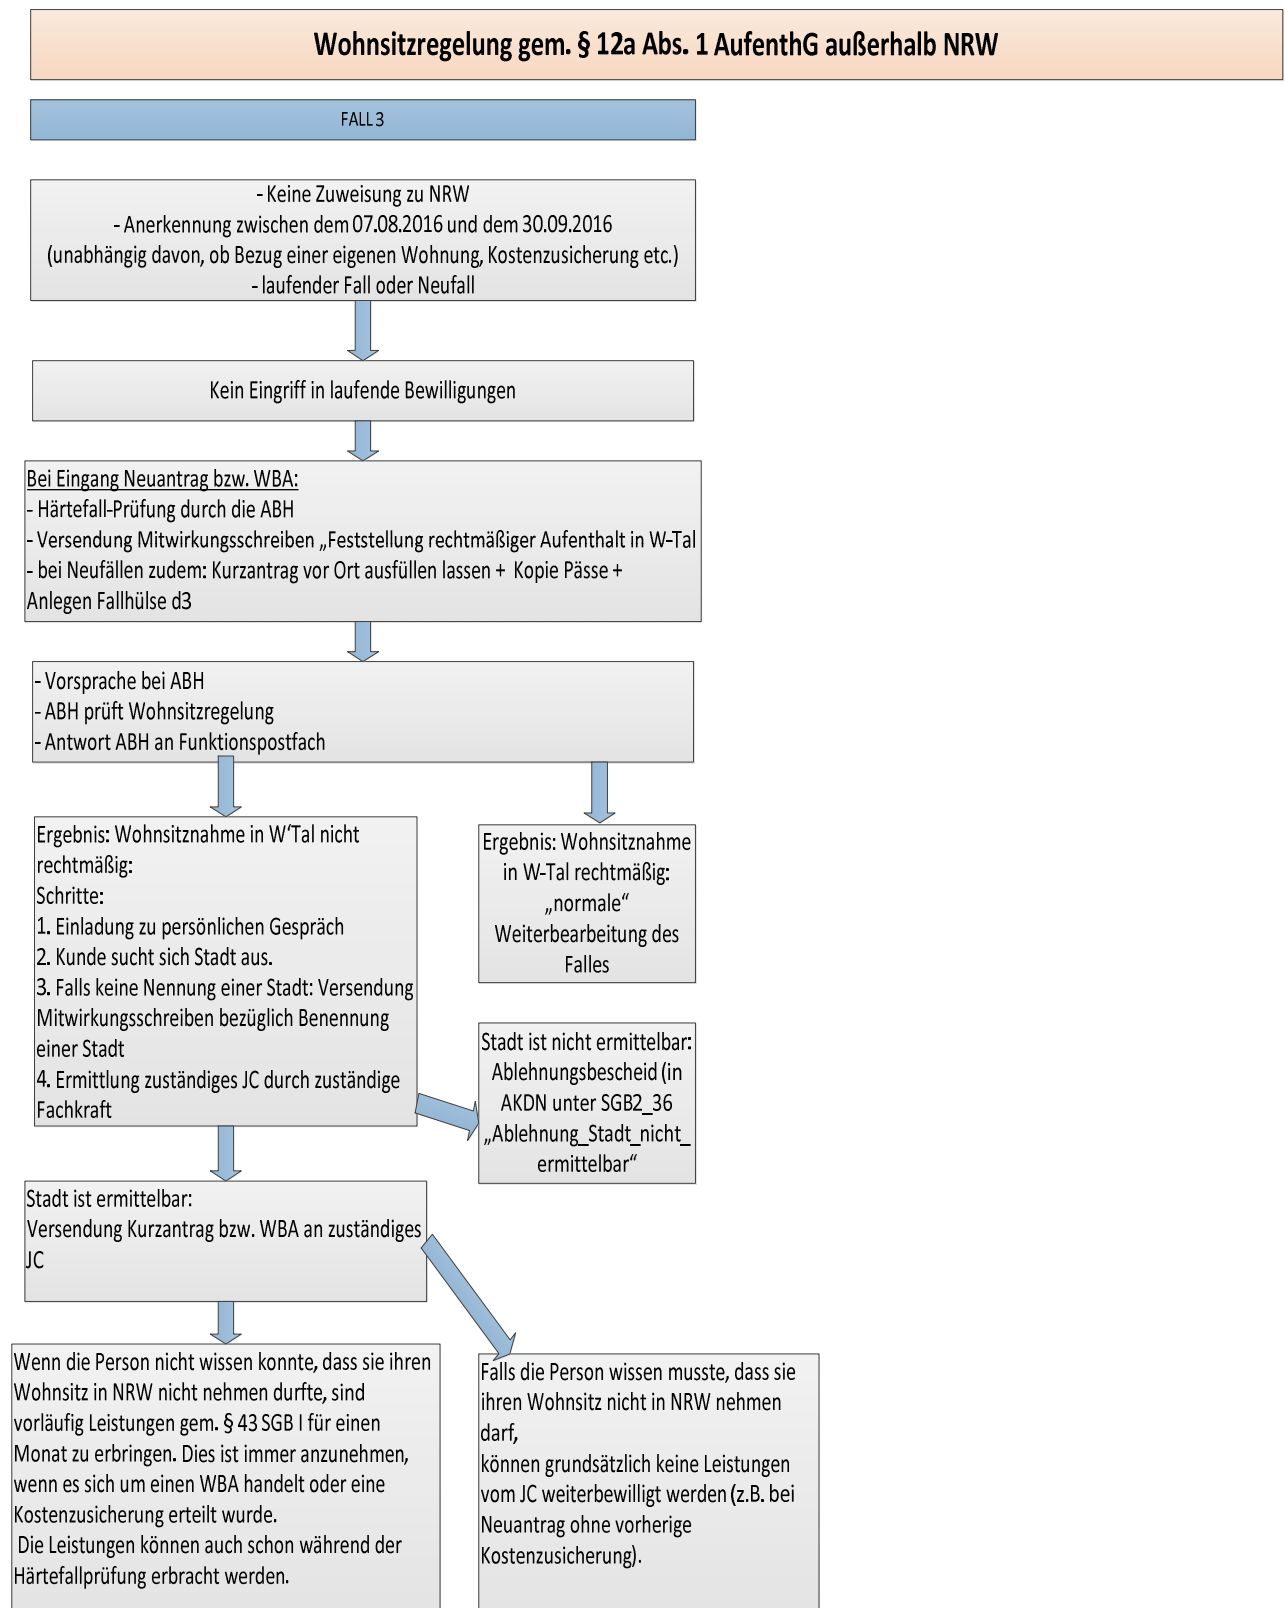 Wohnsitzregelung gem. § 12a Abs. 1 AufenthG außerhalb NRW
FALL 3
- Keine Zuweisung zu NRW
- Anerkennung zwischen dem 07.08.2016 und dem 30.09.2016
(unabhängig davon, ob Bezug einer eigenen Wohnung, Kostenzusicherung etc.)
- laufender Fall oder Neufall
Kein Eingriff in laufende Bewilligungen
Bei Eingang Neuantrag bzw. WBA:
- Härtefall-Prüfung durch die ABH
- Versendung Mitwirkungsschreiben „Feststellung rechtmäßiger Aufenthalt in W-Tal
- bei Neufällen zudem: Kurzantrag vor Ort ausfüllen lassen + Kopie Pässe +
Anlegen Fallhülse d3
- Vorsprache bei ABH
- ABH prüft Wohnsitzregelung
- Antwort ABH an Funktionspostfach
Ergebnis: Wohnsitznahme in W‘Tal nicht
rechtmäßig:
Schritte:
1. Einladung zu persönlichen Gespräch
2. Kunde sucht sich Stadt aus.
3. Falls keine Nennung einer Stadt: Versendung
Mitwirkungsschreiben bezüglich Benennung
einer Stadt
4. Ermittlung zuständiges JC durch zuständige
Fachkraft
Ergebnis: Wohnsitznahme
in W-Tal rechtmäßig:
„normale“
Weiterbearbeitung des
Falles
Stadt ist nicht ermittelbar:
Ablehnungsbescheid (in
AKDN unter SGB2_36
„Ablehnung_Stadt_nicht_
ermittelbar“
Stadt ist ermittelbar:
Versendung Kurzantrag bzw. WBA an zuständiges
JC
Wenn die Person nicht wissen konnte, dass sie ihren
Wohnsitz in NRW nicht nehmen durfte, sind
vorläufig Leistungen gem. § 43 SGB I für einen
Monat zu erbringen. Dies ist immer anzunehmen,
wenn es sich um einen WBA handelt oder eine
Kostenzusicherung erteilt wurde.
Die Leistungen können auch schon während der
Härtefallprüfung erbracht werden.
Falls die Person wissen musste, dass sie
ihren Wohnsitz nicht in NRW nehmen
darf,
können grundsätzlich keine Leistungen
vom JC weiterbewilligt werden (z.B. bei
Neuantrag ohne vorherige
Kostenzusicherung).